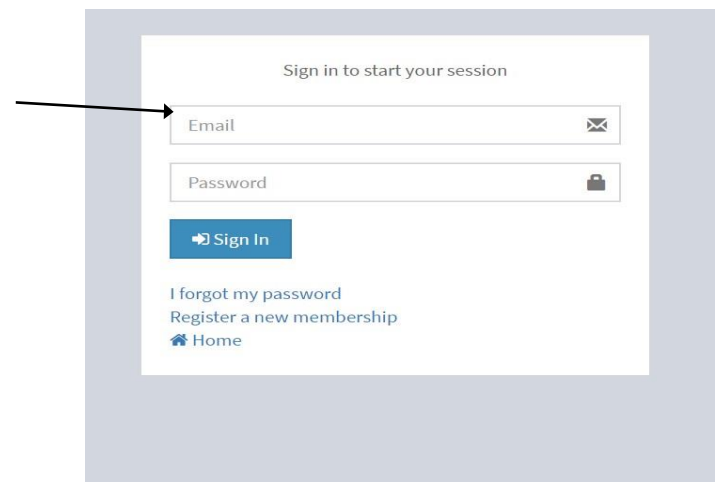 Sign in to start your session
Email
Password
Sign In
I forgot my password
Register a new membership
Home